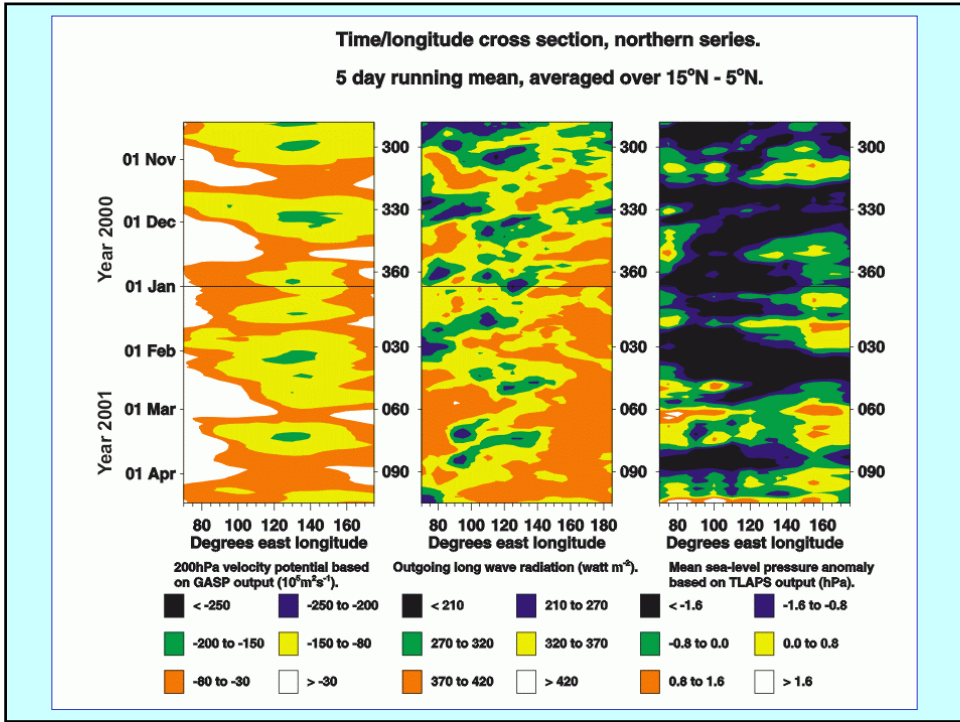 Time/longitude cross section, northern series.
5 day running mean, averaged over 15°N - 5°N.
Year 2000
Year 2001
01 Nov
01 Dec
01 Jan
01 Feb
01 Mar
01 Apr
300
330
360
030
060
090
300
330
360
030
060
090
300
330
360
030
060
090
80 100 120 140 160
80 100 120 140 160 180
80 100 120 140 160
Degrees east longitude
Degrees east longitude
Degrees east longitude
200hPa velocity potential based
on GASP output (10⁵m²s⁻¹).
< -250
-250 to -200
-200 to -150
-150 to -80
-80 to -30
> -30
Outgoing long wave radiation (watt m⁻²).
< 210
210 to 270
270 to 320
320 to 370
370 to 420
> 420
Mean sea-level pressure anomaly
based on TLAPS output (hPa).
< -1.6
-1.6 to -0.8
-0.8 to 0.0
0.0 to 0.8
0.8 to 1.6
> 1.6